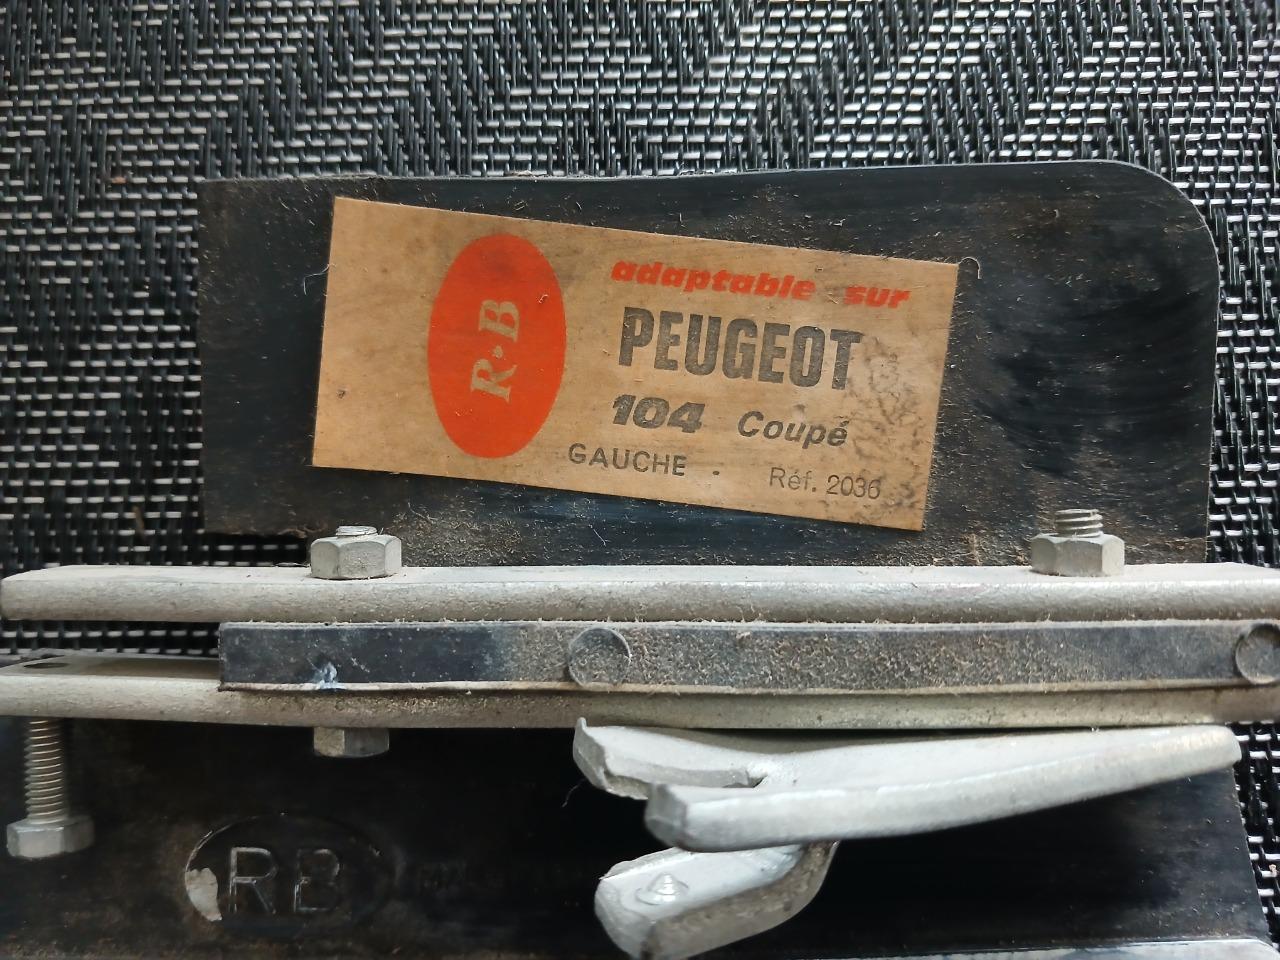 R·B
adaptable sur
PEUGEOT
104 Coupé
GAUCHE . Réf. 2036
RB